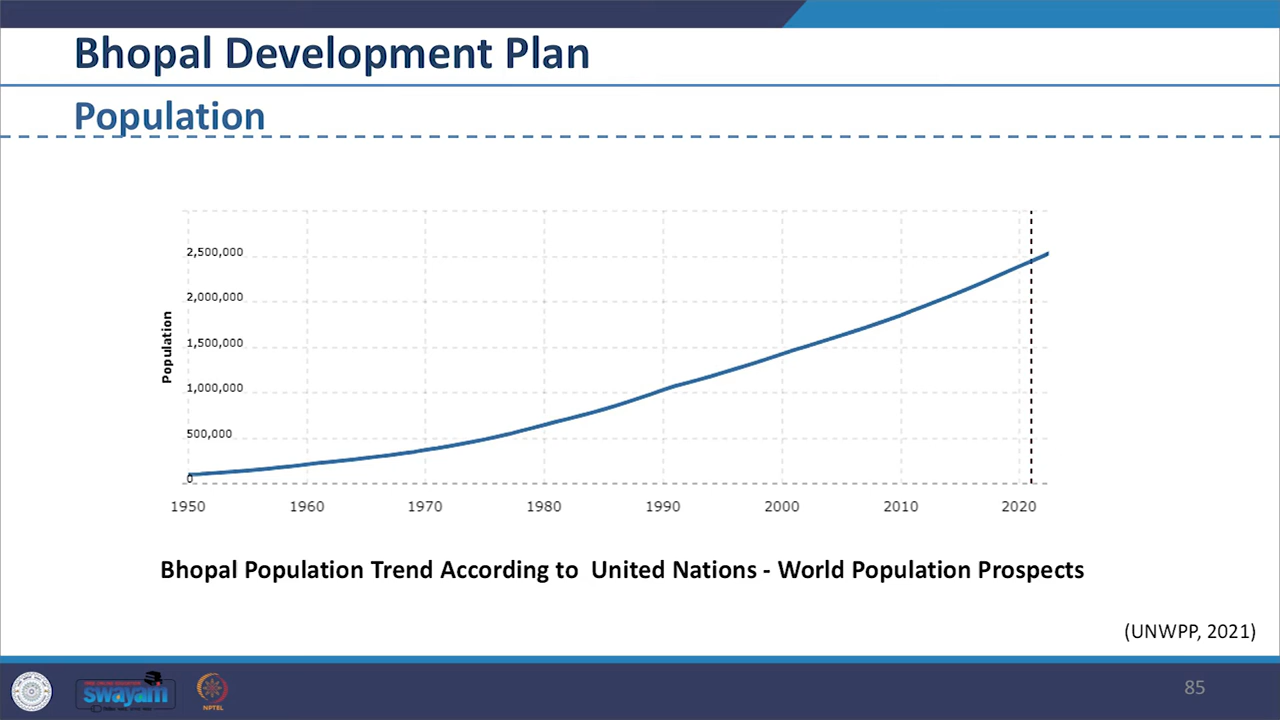 Bhopal Development Plan
Population
2,500,000
2,000,000
1,500,000
1,000,000
500,000
0
Population
1950 1960 1970 1980 1990 2000 2010 2020
Bhopal Population Trend According to United Nations - World Population Prospects
(UNWPP, 2021)
swayam
NPTEL
85